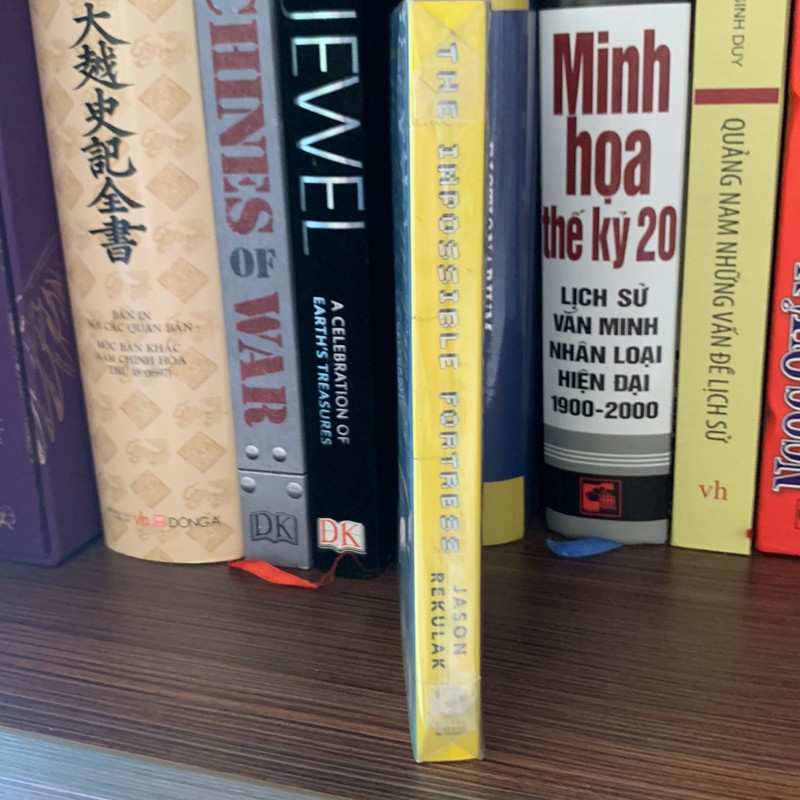 大越史記全書
BẢN IN
NỘI CÁC QUAN BẢN
MỘC BẢN KHẮC
NĂM CHÍNH HÒA
THỨ 18 (1697)
vh ĐÔNG A
CHINES OF WAR
DK
JEWEL
A CELEBRATION OF
EARTH'S TREASURES
DK
THE IMPOSSIBLE FORTRESS
JASON
REKULAK
Minh
họa
thế kỷ 20
LỊCH SỬ
VĂN MINH
NHÂN LOẠI
HIỆN ĐẠI
1900-2000
INH DUY
QUẢNG NAM NHỮNG VẤN ĐỀ LỊCH SỬ
vh